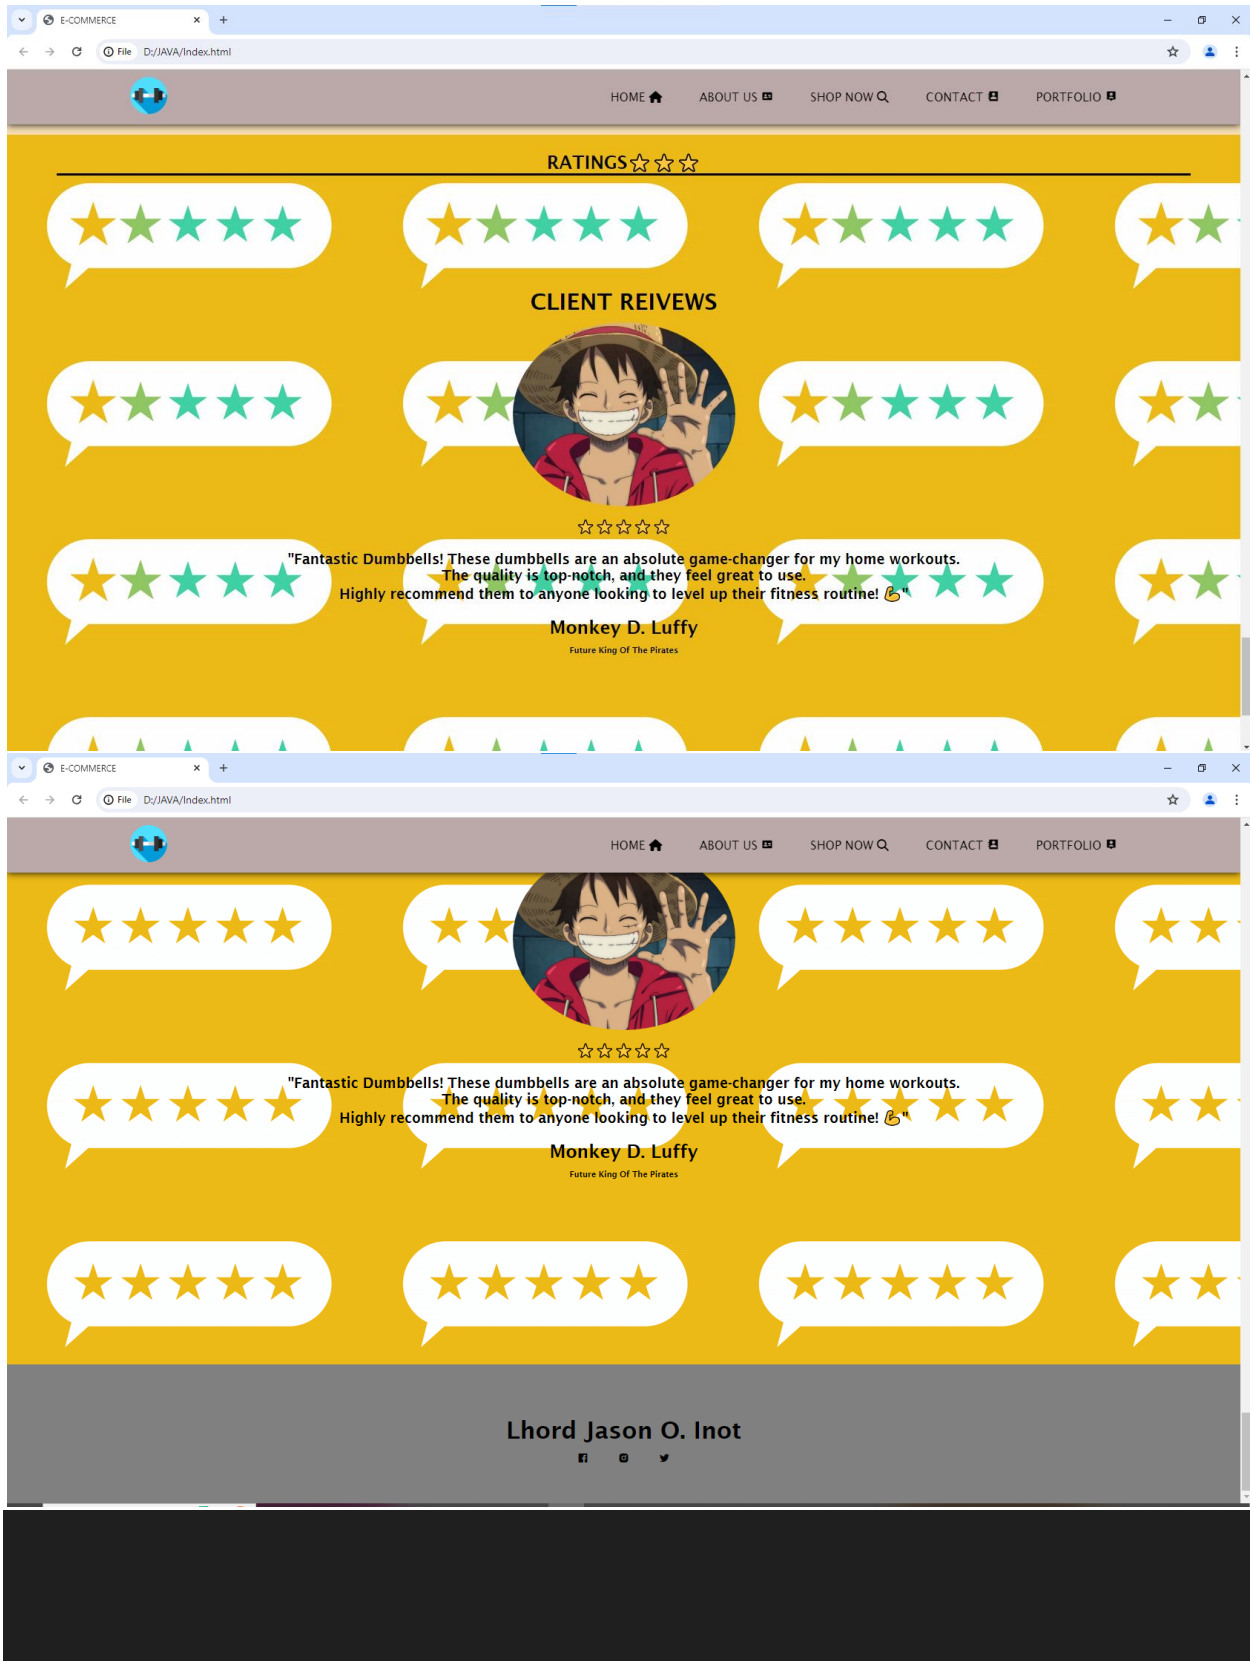 E-COMMERCE
File D:/JAVA/Index.html
HOME ABOUT US SHOP NOW CONTACT PORTFOLIO
RATINGS
CLIENT REIVEWS
"Fantastic Dumbbells! These dumbbells are an absolute game-changer for my home workouts.
The quality is top-notch, and they feel great to use.
Highly recommend them to anyone looking to level up their fitness routine! 💪"
Monkey D. Luffy
Future King Of The Pirates
E-COMMERCE
File D:/JAVA/Index.html
HOME ABOUT US SHOP NOW CONTACT PORTFOLIO
"Fantastic Dumbbells! These dumbbells are an absolute game-changer for my home workouts.
The quality is top-notch, and they feel great to use.
Highly recommend them to anyone looking to level up their fitness routine! 💪"
Monkey D. Luffy
Future King Of The Pirates
Lhord Jason O. Inot